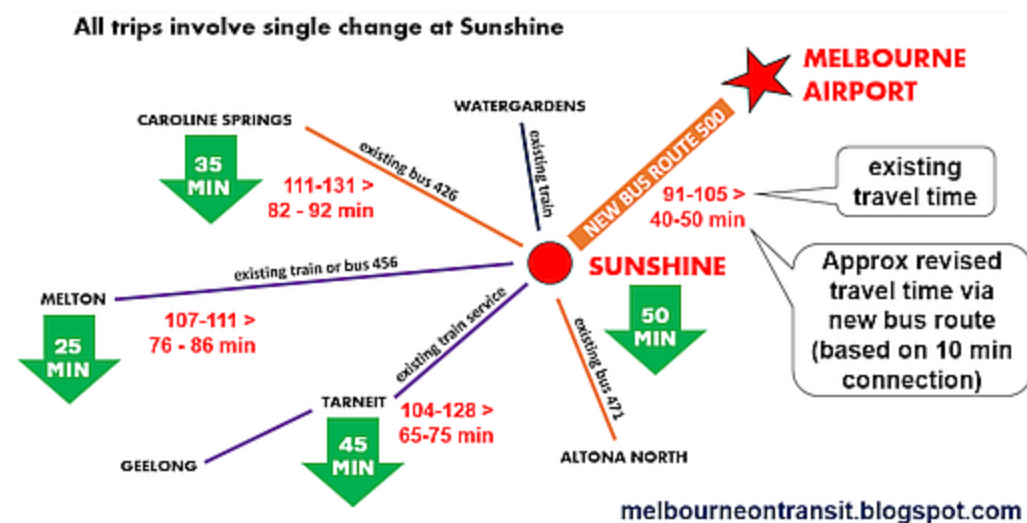 All trips involve single change at Sunshine
MELBOURNE
AIRPORT
WATERGARDENS
CAROLINE SPRINGS
35
MIN
existing bus 426
111-131 >
82 - 92 min
existing train
NEW BUS ROUTE 500
91-105 >
40-50 min
existing
travel time
existing train or bus 456
SUNSHINE
50
MIN
Approx revised
travel time via
new bus route
(based on 10 min
connection)
MELTON
107-111 >
76 - 86 min
25
MIN
existing train service
existing bus 471
TARNEIT
104-128 >
65-75 min
45
MIN
GEELONG
ALTONA NORTH
melbourneontransit.blogspot.com